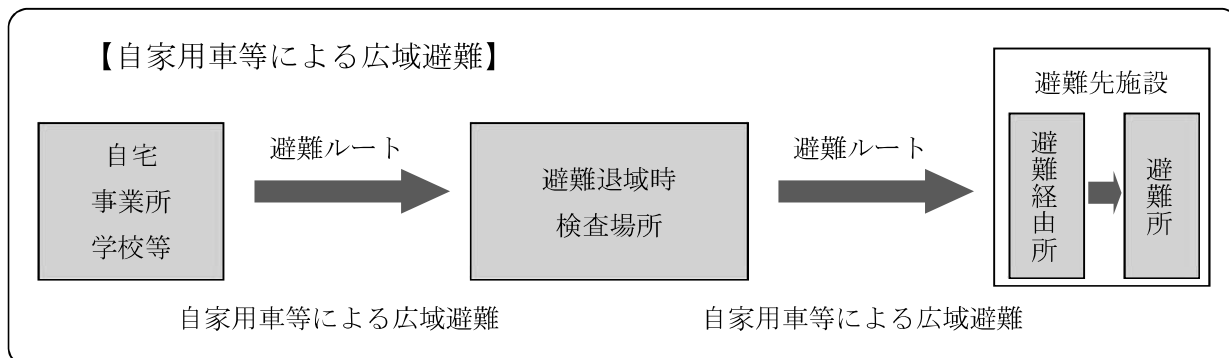 【自家用車等による広域避難】
自宅
事業所
学校等
避難ルート
避難退域時
検査場所
避難ルート
避難先施設
避難経由所
避難所
自家用車等による広域避難
自家用車等による広域避難